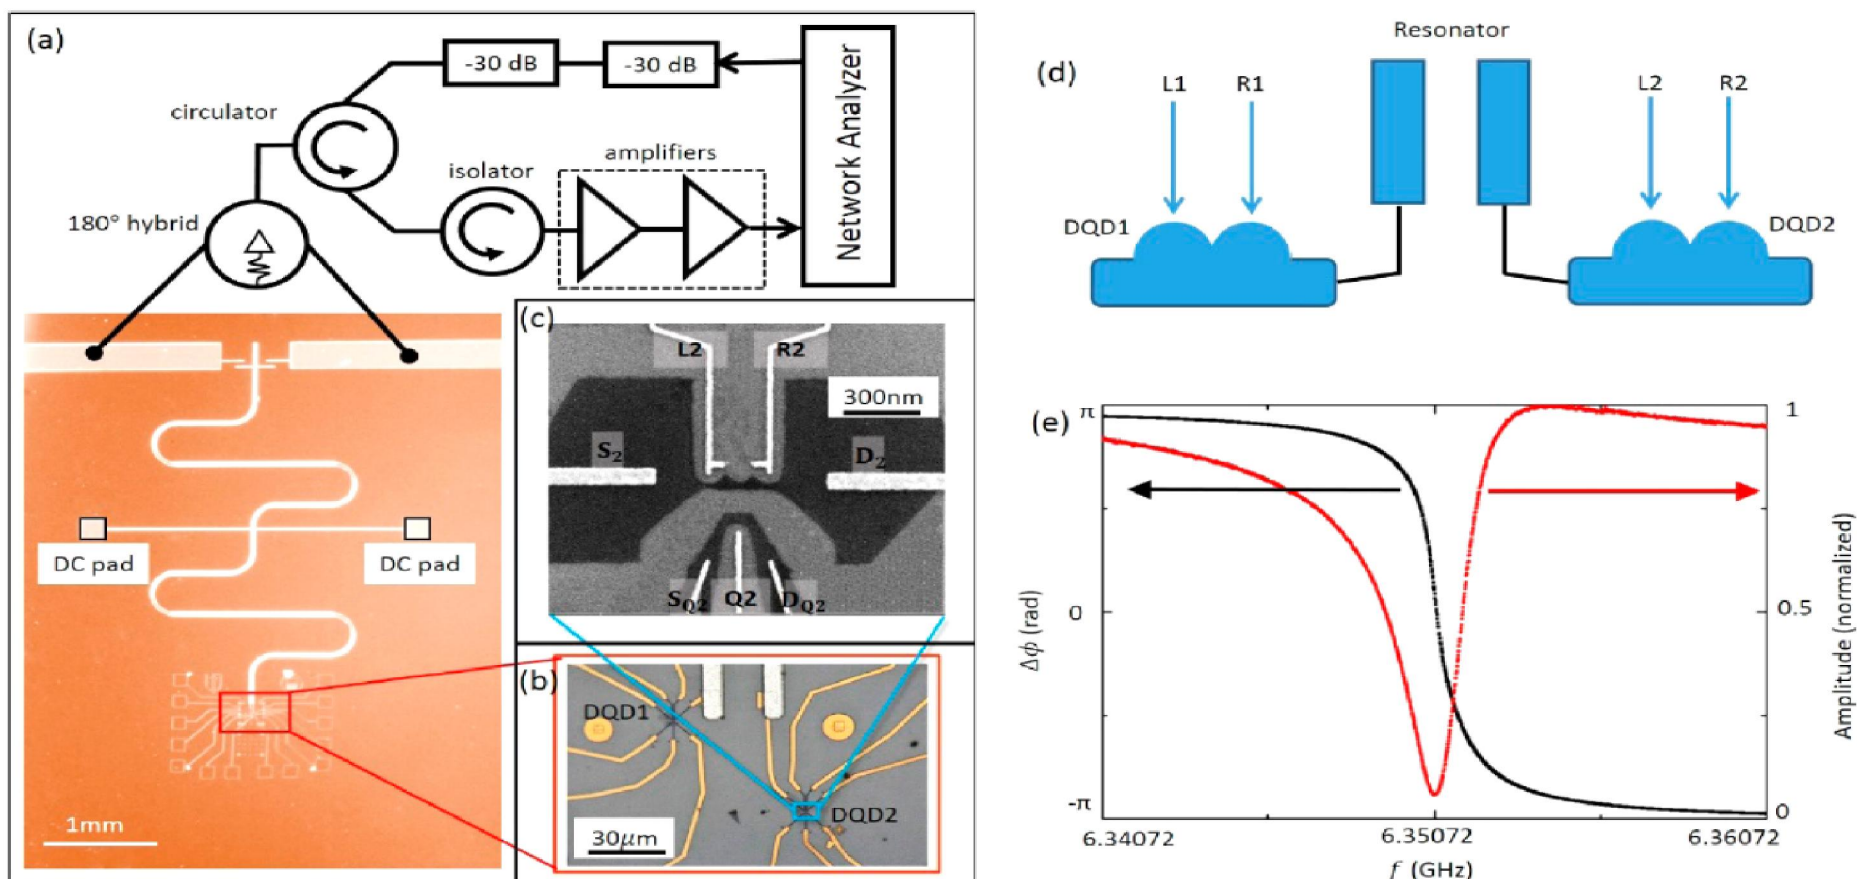 (a)
-30 dB
-30 dB
Network Analyzer
circulator
isolator
amplifiers
180° hybrid
DC pad
DC pad
1mm
(c)
L2
R2
300nm
S2
D2
SQ2
Q2
DQ2
(b)
DQD1
DQD2
30μm
(d)
Resonator
L1
R1
L2
R2
DQD1
DQD2
(e)
π
0
-π
Δϕ (rad)
1
0.5
0
Amplitude (normalized)
6.34072
6.35072
6.36072
f (GHz)